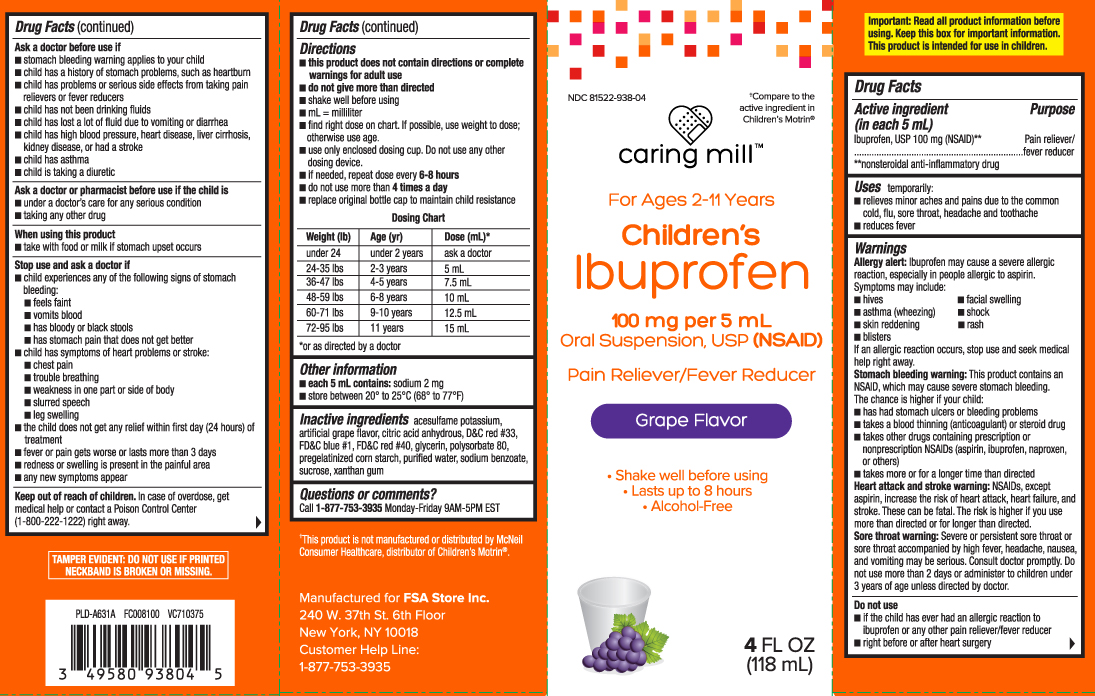 Drug Facts (continued)
Ask a doctor before use if
■ stomach bleeding warning applies to your child
■ child has a history of stomach problems, such as heartburn
■ child has problems or serious side effects from taking pain
relievers or fever reducers
■ child has not been drinking fluids
■ child has lost a lot of fluid due to vomiting or diarrhea
■ child has high blood pressure, heart disease, liver cirrhosis,
kidney disease, or had a stroke
■ child has asthma
■ child is taking a diuretic
Ask a doctor or pharmacist before use if the child is
■ under a doctor's care for any serious condition
■ taking any other drug
When using this product
■ take with food or milk if stomach upset occurs
Stop use and ask a doctor if
■ child experiences any of the following signs of stomach
bleeding:
■ feels faint
■ vomits blood
■ has bloody or black stools
■ has stomach pain that does not get better
■ child has symptoms of heart problems or stroke:
■ chest pain
■ trouble breathing
■ weakness in one part or side of body
■ slurred speech
■ leg swelling
■ the child does not get any relief within first day (24 hours) of
treatment
■ fever or pain gets worse or lasts more than 3 days
■ redness or swelling is present in the painful area
■ any new symptoms appear
Keep out of reach of children. In case of overdose, get
medical help or contact a Poison Control Center
(1-800-222-1222) right away.
TAMPER EVIDENT: DO NOT USE IF PRINTED
NECKBAND IS BROKEN OR MISSING.
PLD-A631A FC008100 VC710375
3 49580 93804 5
Drug Facts (continued)
Directions
■ this product does not contain directions or complete
warnings for adult use
■ do not give more than directed
■ shake well before using
■ mL = milliliter
■ find right dose on chart. If possible, use weight to dose;
otherwise use age.
■ use only enclosed dosing cup. Do not use any other
dosing device.
■ if needed, repeat dose every 6-8 hours
■ do not use more than 4 times a day
■ replace original bottle cap to maintain child resistance
Dosing Chart
Weight (lb) Age (yr) Dose (mL)*
under 24 under 2 years ask a doctor
24-35 lbs 2-3 years 5 mL
36-47 lbs 4-5 years 7.5 mL
48-59 lbs 6-8 years 10 mL
60-71 lbs 9-10 years 12.5 mL
72-95 lbs 11 years 15 mL
*or as directed by a doctor
Other information
■ each 5 mL contains: sodium 2 mg
■ store between 20° to 25°C (68° to 77°F)
Inactive ingredients acesulfame potassium,
artificial grape flavor, citric acid anhydrous, D&C red #33,
FD&C blue #1, FD&C red #40, glycerin, polysorbate 80,
pregelatinized corn starch, purified water, sodium benzoate,
sucrose, xanthan gum
Questions or comments?
Call 1-877-753-3935 Monday-Friday 9AM-5PM EST
†This product is not manufactured or distributed by McNeil
Consumer Healthcare, distributor of Children's Motrin®.
Manufactured for FSA Store Inc.
240 W. 37th St. 6th Floor
New York, NY 10018
Customer Help Line:
1-877-753-3935
NDC 81522-938-04
†Compare to the
active ingredient in
Children's Motrin®
caring mill™
For Ages 2-11 Years
Children's
Ibuprofen
100 mg per 5 mL
Oral Suspension, USP (NSAID)
Pain Reliever/Fever Reducer
Grape Flavor
• Shake well before using
• Lasts up to 8 hours
• Alcohol-Free
4 FL OZ
(118 mL)
Important: Read all product information before
using. Keep this box for important information.
This product is intended for use in children.
Drug Facts
Active ingredient Purpose
(in each 5 mL)
Ibuprofen, USP 100 mg (NSAID)** Pain reliever/
......................................................fever reducer
**nonsteroidal anti-inflammatory drug
Uses temporarily:
■ relieves minor aches and pains due to the common
cold, flu, sore throat, headache and toothache
■ reduces fever
Warnings
Allergy alert: Ibuprofen may cause a severe allergic
reaction, especially in people allergic to aspirin.
Symptoms may include:
■ hives ■ facial swelling
■ asthma (wheezing) ■ shock
■ skin reddening ■ rash
■ blisters
If an allergic reaction occurs, stop use and seek medical
help right away.
Stomach bleeding warning: This product contains an
NSAID, which may cause severe stomach bleeding.
The chance is higher if your child:
■ has had stomach ulcers or bleeding problems
■ takes a blood thinning (anticoagulant) or steroid drug
■ takes other drugs containing prescription or
nonprescription NSAIDs (aspirin, ibuprofen, naproxen,
or others)
■ takes more or for a longer time than directed
Heart attack and stroke warning: NSAIDs, except
aspirin, increase the risk of heart attack, heart failure, and
stroke. These can be fatal. The risk is higher if you use
more than directed or for longer than directed.
Sore throat warning: Severe or persistent sore throat or
sore throat accompanied by high fever, headache, nausea,
and vomiting may be serious. Consult doctor promptly. Do
not use more than 2 days or administer to children under
3 years of age unless directed by doctor.
Do not use
■ if the child has ever had an allergic reaction to
ibuprofen or any other pain reliever/fever reducer
■ right before or after heart surgery